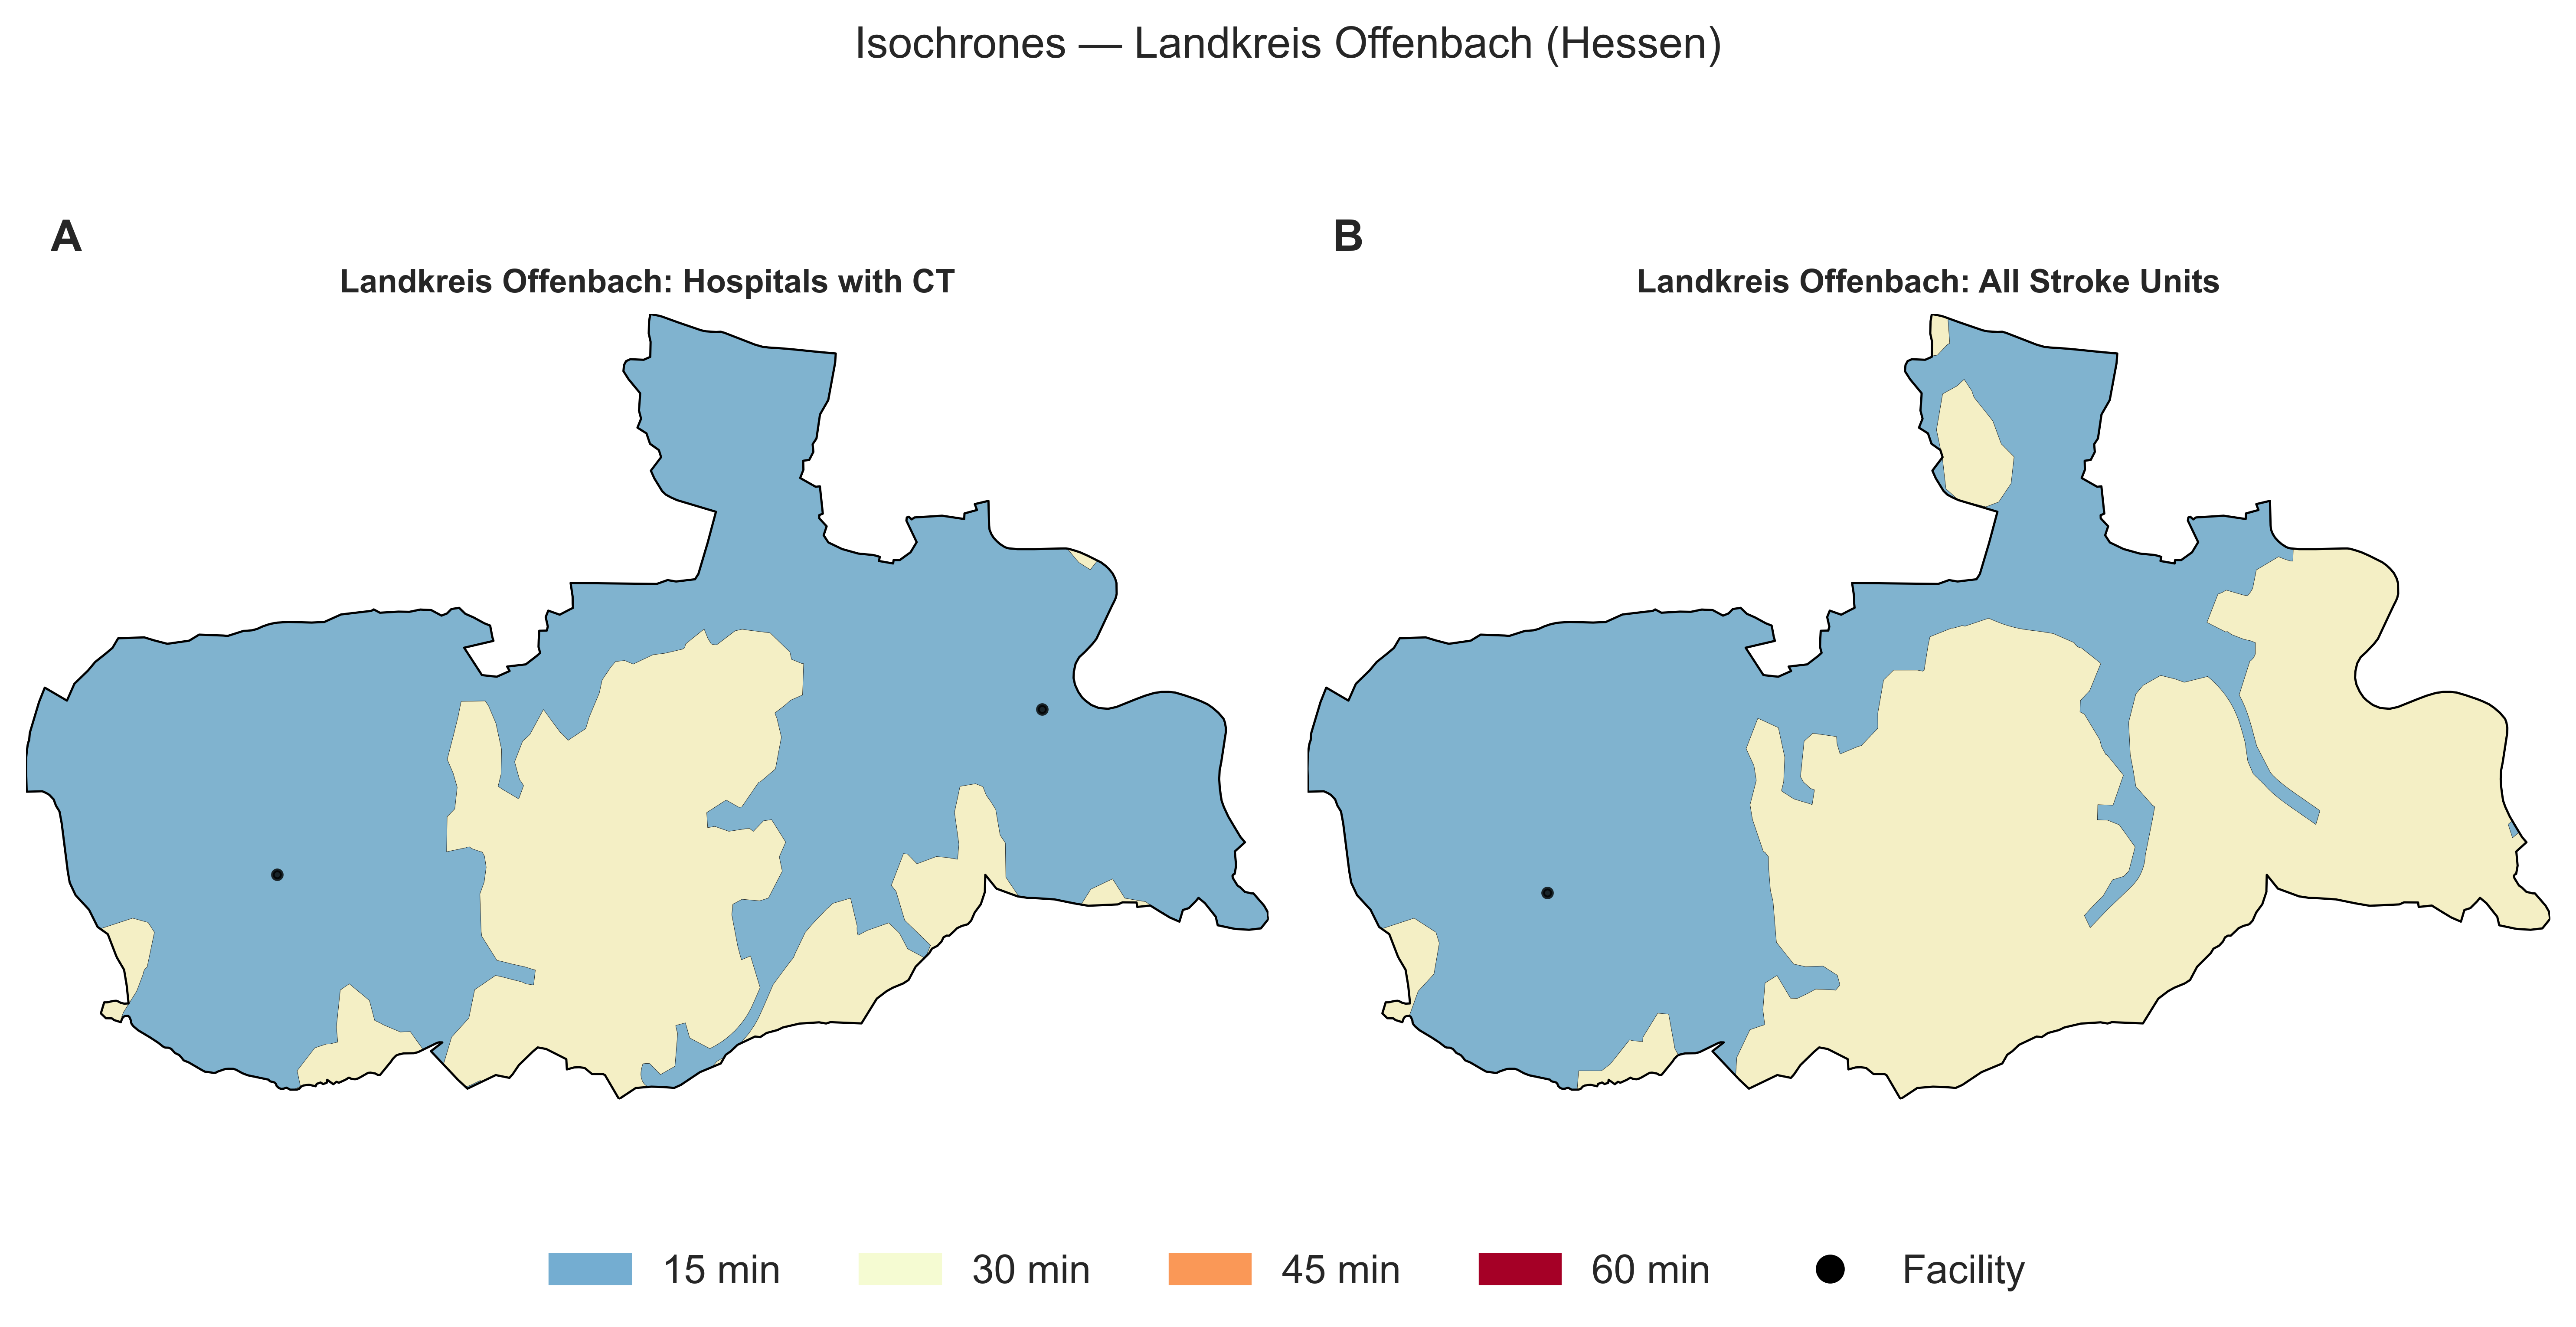 Isochrones — Landkreis Offenbach (Hessen)
A
Landkreis Offenbach: Hospitals with CT
B
Landkreis Offenbach: All Stroke Units
15 min
30 min
45 min
60 min
Facility